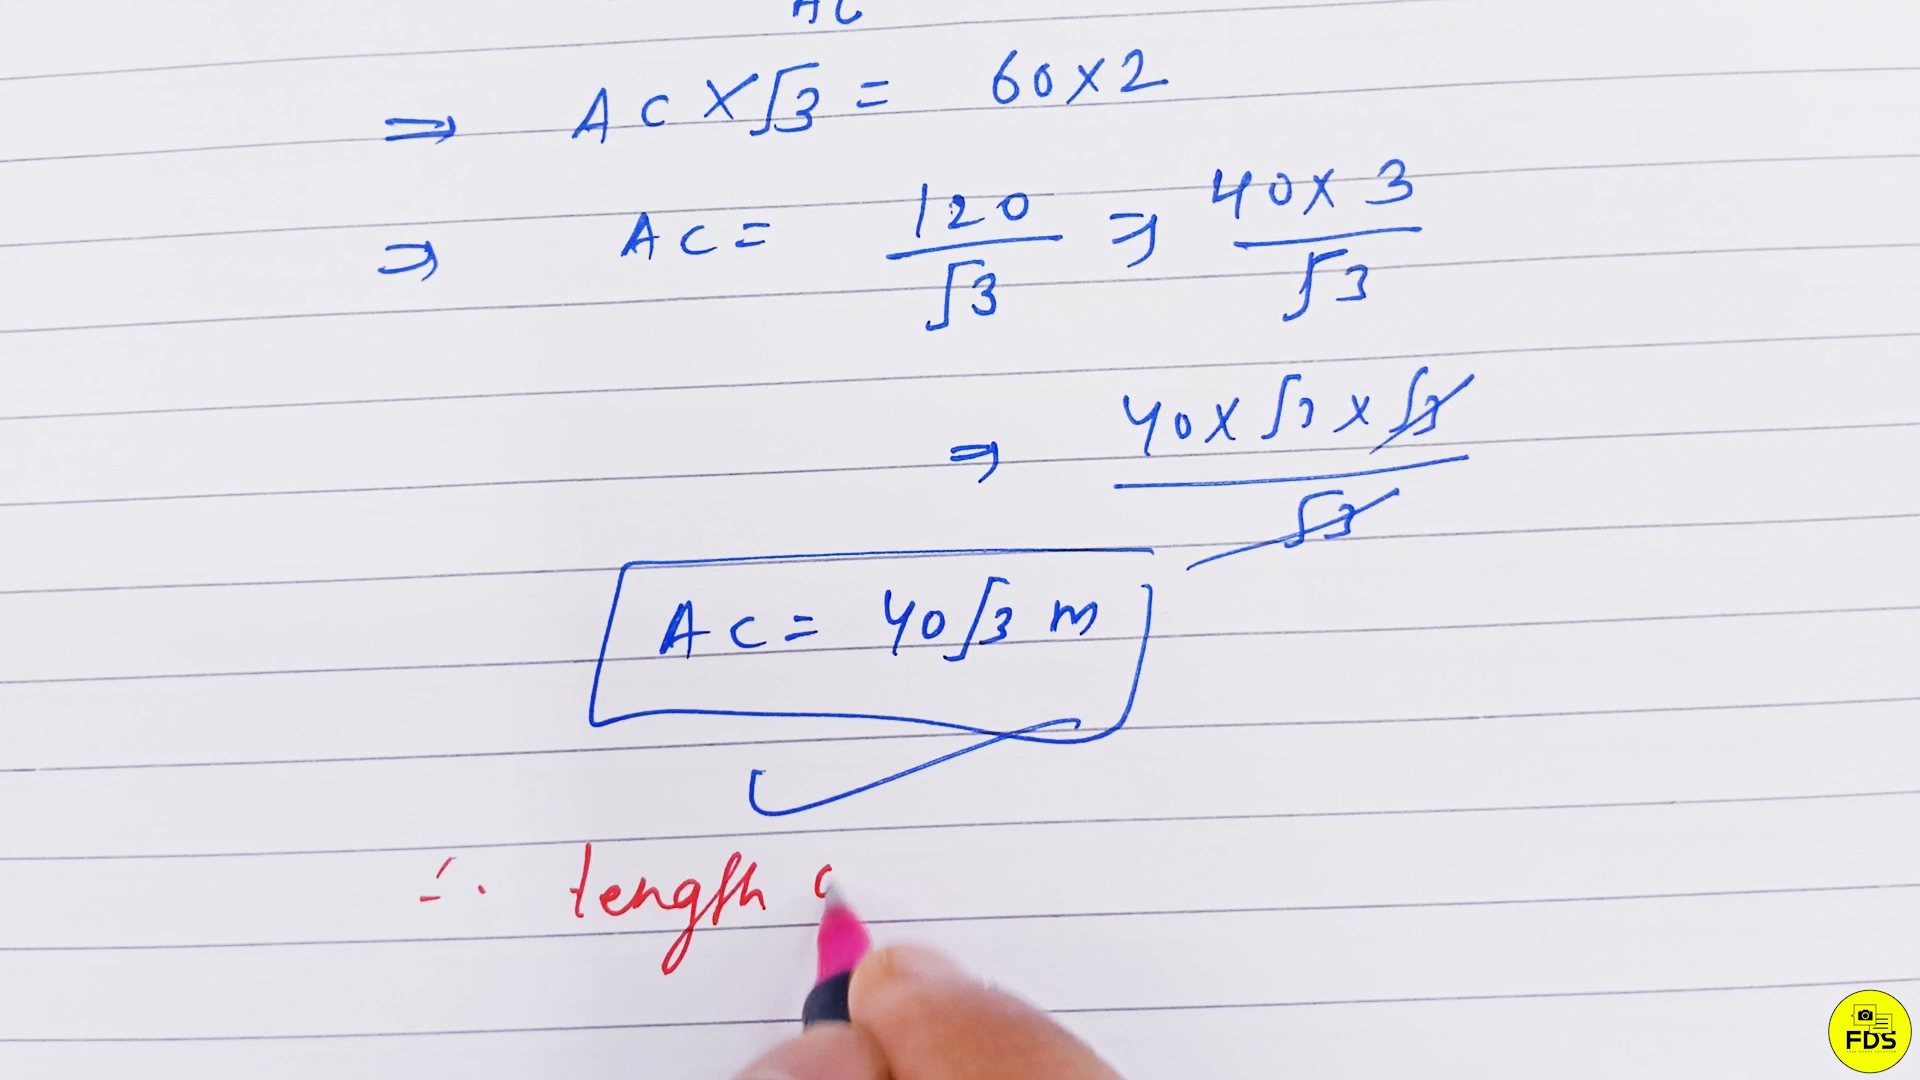 AC
⇒ AC × √3 = 60 × 2
⇒ AC = 120/√3 ⇒ 40 × 3/√3
⇒ 40 × √3 × √3/√3
AC = 40√3 m
∴ length o
FDS